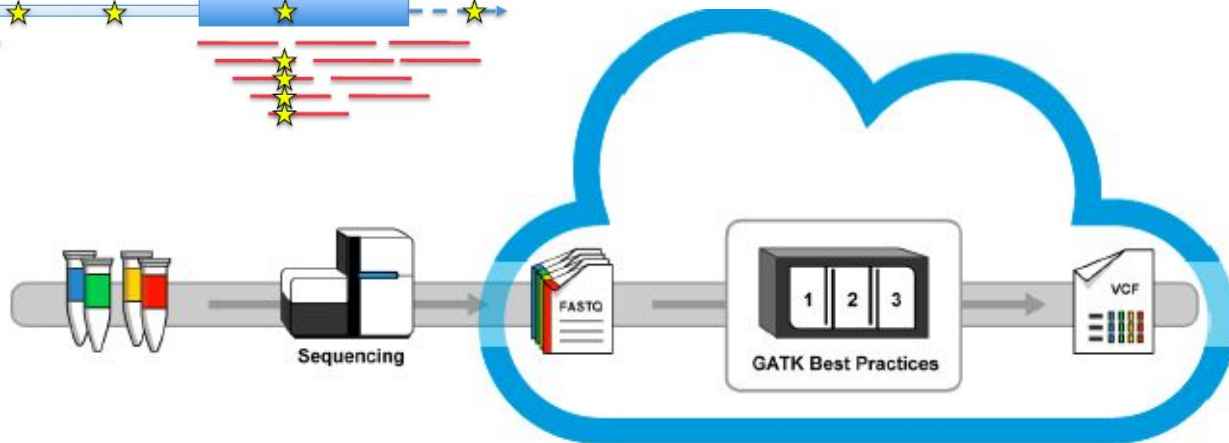 FASTQ
1 2 3
VCF
Sequencing
GATK Best Practices